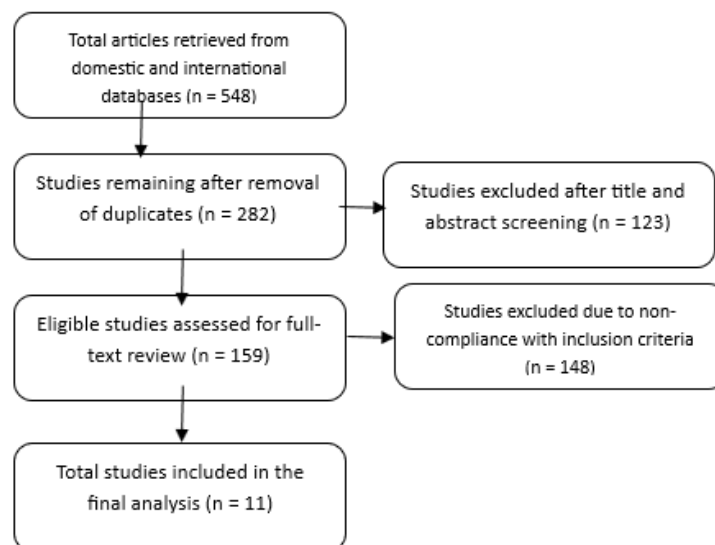 Total articles retrieved from
domestic and international
databases (n = 548)
Studies remaining after removal
of duplicates (n = 282)
Studies excluded after title and
abstract screening (n = 123)
Eligible studies assessed for full-
text review (n = 159)
Studies excluded due to non-
compliance with inclusion criteria
(n = 148)
Total studies included in the
final analysis (n = 11)